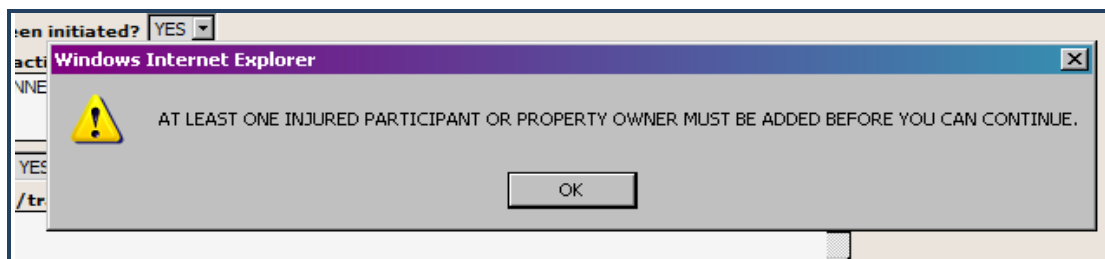 initiated? YES
Windows Internet Explorer
AT LEAST ONE INJURED PARTICIPANT OR PROPERTY OWNER MUST BE ADDED BEFORE YOU CAN CONTINUE.
YES
OK